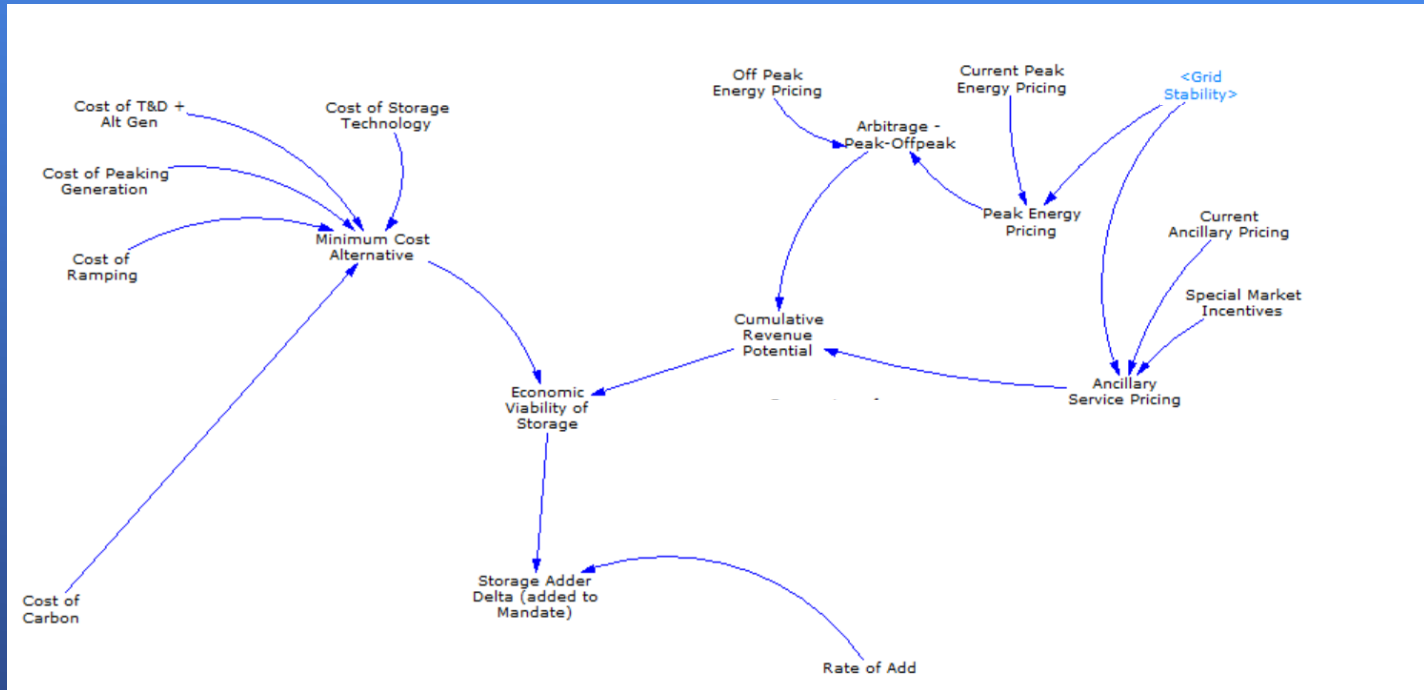 Off Peak
Energy Pricing
Current Peak
Energy Pricing
<Grid
Stability>
Cost of T&D +
Alt Gen
Cost of Storage
Technology
Arbitrage -
Peak-Offpeak
Cost of Peaking
Generation
Peak Energy
Pricing
Current
Ancillary Pricing
Minimum Cost
Alternative
Cost of
Ramping
Special Market
Incentives
Cumulative
Revenue
Potential
Ancillary
Service Pricing
Economic
Viability of
Storage
Storage Adder
Delta (added to
Mandate)
Cost of
Carbon
Rate of Add